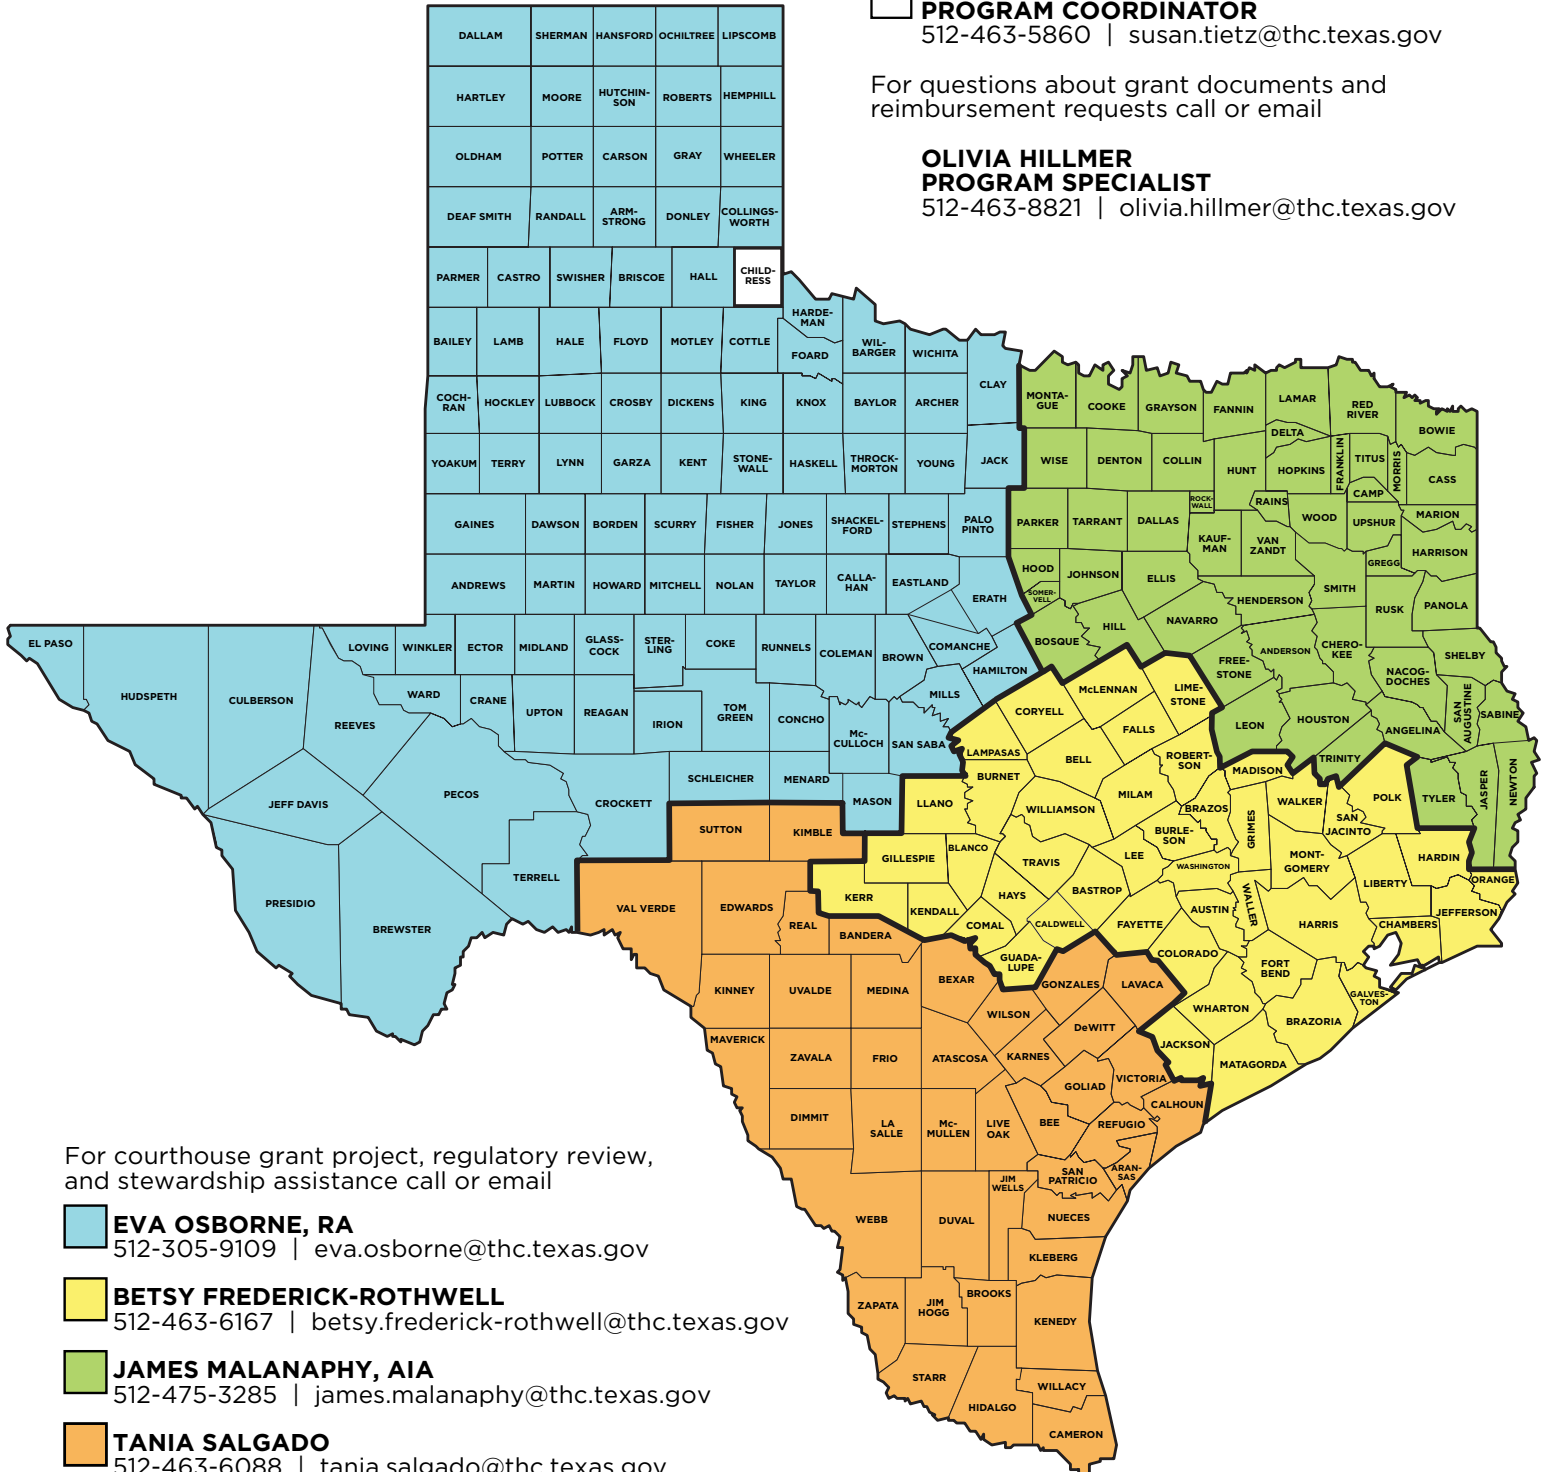 PROGRAM COORDINATOR
512-463-5860 | susan.tietz@thc.texas.gov
For questions about grant documents and
reimbursement requests call or email
OLIVIA HILLMER
PROGRAM SPECIALIST
512-463-8821 | olivia.hillmer@thc.texas.gov
DALLAM SHERMAN HANSFORD OCHILTREE LIPSCOMB
HARTLEY MOORE HUTCHIN-
SON ROBERTS HEMPHILL
OLDHAM POTTER CARSON GRAY WHEELER
DEAF SMITH RANDALL ARM-
STRONG DONLEY COLLINGS-
WORTH
PARMER CASTRO SWISHER BRISCOE HALL CHILD-
RESS
HARDE-
MAN
BAILEY LAMB HALE FLOYD MOTLEY COTTLE FOARD WIL-
BARGER WICHITA
CLAY
MONTA-
GUE COOKE GRAYSON FANNIN LAMAR RED
RIVER BOWIE
COCH-
RAN HOCKLEY LUBBOCK CROSBY DICKENS KING KNOX BAYLOR ARCHER
DELTA
YOAKUM TERRY LYNN GARZA KENT STONE-
WALL HASKELL THROCK-
MORTON YOUNG JACK WISE DENTON COLLIN HUNT HOPKINS FRANKLIN TITUS MORRIS CASS
CAMP
GAINES DAWSON BORDEN SCURRY FISHER JONES SHACKEL-
FORD STEPHENS PALO
PINTO PARKER TARRANT DALLAS ROCK-
WALL RAINS WOOD UPSHUR MARION
KAUF-
MAN VAN
ZANDT GREGG HARRISON
ANDREWS MARTIN HOWARD MITCHELL NOLAN TAYLOR CALLA-
HAN EASTLAND ERATH HOOD SOMER-
VELL JOHNSON ELLIS HENDERSON SMITH RUSK PANOLA
EL PASO HUDSPETH CULBERSON LOVING WINKLER ECTOR MIDLAND GLASS-
COCK STER-
LING COKE RUNNELS COLEMAN BROWN COMANCHE HAMILTON BOSQUE HILL NAVARRO FREE-
STONE ANDERSON CHERO-
KEE NACOG-
DOCHES SHELBY
REEVES WARD CRANE UPTON REAGAN IRION TOM
GREEN CONCHO Mc-
CULLOCH SAN SABA MILLS LAMPASAS CORYELL McLENNAN LIME-
STONE FALLS LEON HOUSTON TRINITY ANGELINA SAN
AUGUSTINE SABINE
JEFF DAVIS PECOS CROCKETT SCHLEICHER MENARD MASON LLANO BURNET BELL ROBERT-
SON MADISON WALKER POLK TYLER JASPER NEWTON
PRESIDIO BREWSTER TERRELL SUTTON KIMBLE GILLESPIE BLANCO WILLIAMSON MILAM BRAZOS GRIMES SAN
JACINTO HARDIN
TRAVIS LEE BURLE-
SON WASHINGTON MONT-
GOMERY LIBERTY ORANGE
VAL VERDE EDWARDS REAL KERR KENDALL HAYS BASTROP CALDWELL FAYETTE AUSTIN WALLER HARRIS CHAMBERS JEFFERSON
BANDERA COMAL GUADA-
LUPE COLORADO FORT
BEND
KINNEY UVALDE MEDINA BEXAR GONZALES LAVACA WHARTON BRAZORIA GALVES-
TON
WILSON DeWITT JACKSON MATAGORDA
MAVERICK ZAVALA FRIO ATASCOSA KARNES GOLIAD VICTORIA CALHOUN
DIMMIT LA
SALLE Mc-
MULLEN LIVE
OAK BEE REFUGIO
JIM
WELLS SAN
PATRICIO ARAN-
SAS
WEBB DUVAL NUECES
KLEBERG
ZAPATA JIM
HOGG BROOKS KENEDY
STARR HIDALGO WILLACY
CAMERON
For courthouse grant project, regulatory review,
and stewardship assistance call or email
EVA OSBORNE, RA
512-305-9109 | eva.osborne@thc.texas.gov
BETSY FREDERICK-ROTHWELL
512-463-6167 | betsy.frederick-rothwell@thc.texas.gov
JAMES MALANAPHY, AIA
512-475-3285 | james.malanaphy@thc.texas.gov
TANIA SALGADO
512-463-6088 | tania.salgado@thc.texas.gov